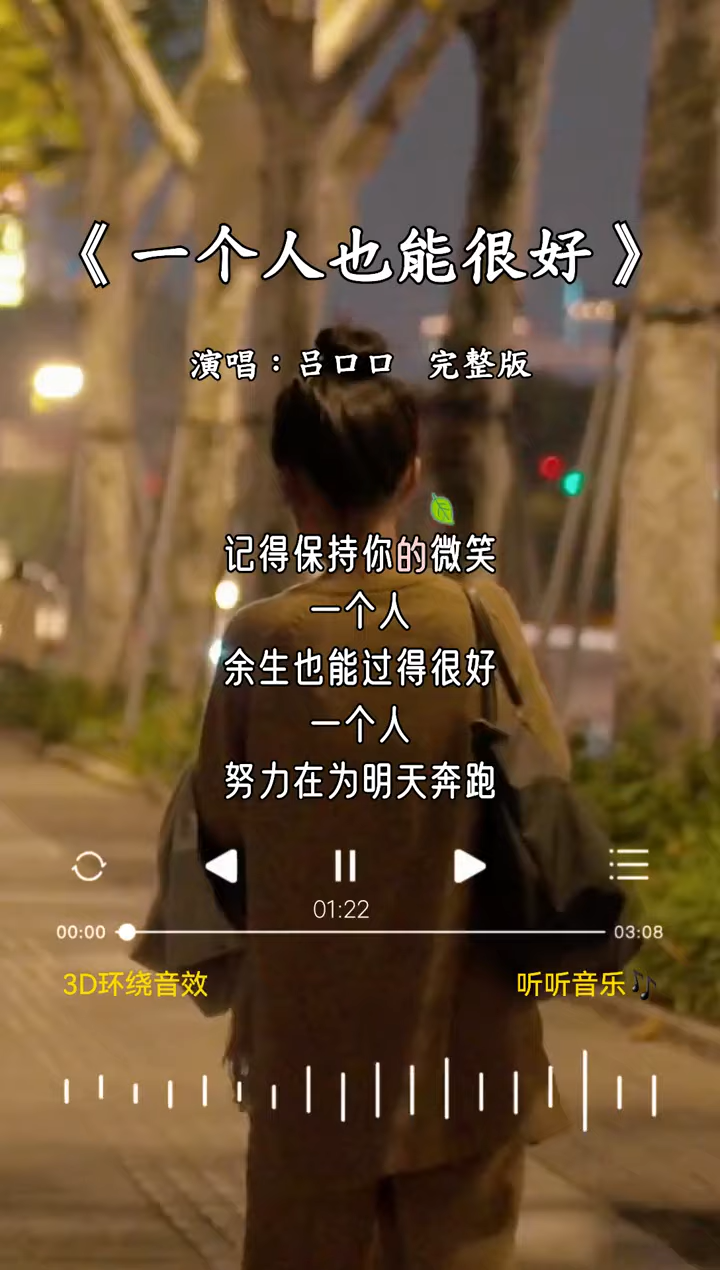 《一个人也能很好》
演唱：吕口口 完整版
记得保持你的微笑
一个人
余生也能过得很好
一个人
努力在为明天奔跑
01:22
00:00
03:08
3D环绕音效
听听音乐🎶